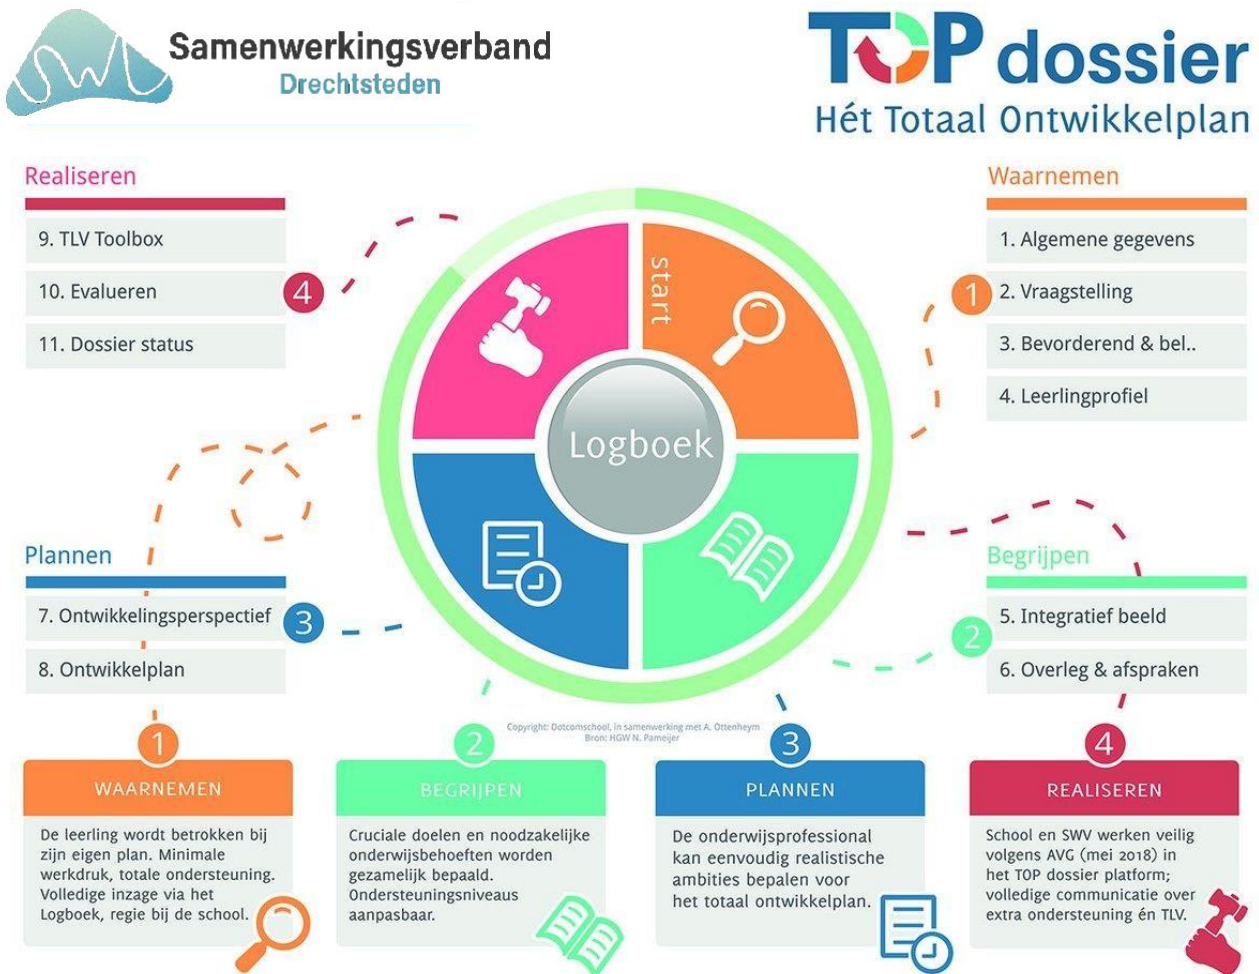 SWV
Samenwerkingsverband
Drechtsteden
TOP dossier
Hét Totaal Ontwikkelplan
Realiseren
9. TLV Toolbox
10. Evalueren
11. Dossier status
4
Waarnemen
1. Algemene gegevens
2. Vraagstelling
3. Bevorderend & bel..
4. Leerlingprofiel
1
start
Logboek
Plannen
7. Ontwikkelingsperspectief
8. Ontwikkelplan
3
Begrijpen
5. Integratief beeld
6. Overleg & afspraken
2
Copyright: Dotcomschool, in samenwerking met A. Ottenheym
Bron: HGW N. Pameijer
1
WAARNEMEN
De leerling wordt betrokken bij
zijn eigen plan. Minimale
werkdruk, totale ondersteuning.
Volledige inzage via het
Logboek, regie bij de school.
2
BEGRIJPEN
Cruciale doelen en noodzakelijke
onderwijsbehoeften worden
gezamelijk bepaald.
Ondersteuningsniveaus
aanpasbaar.
3
PLANNEN
De onderwijsprofessional
kan eenvoudig realistische
ambities bepalen voor
het totaal ontwikkelplan.
4
REALISEREN
School en SWV werken veilig
volgens AVG (mei 2018) in
het TOP dossier platform;
volledige communicatie over
extra ondersteuning én TLV.